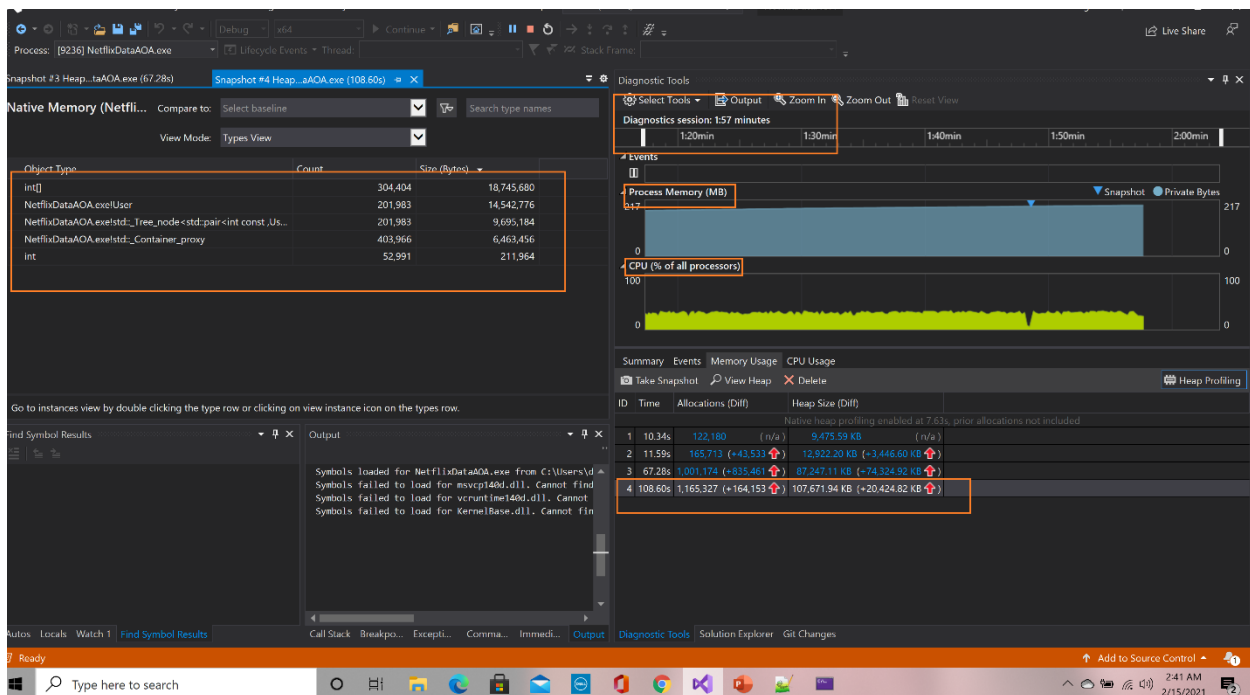 Debug x64 Continue Live Share
Process: [9236] NetflixDataAOA.exe Lifecycle Events Thread: Stack Frame:
Snapshot #3 Heap...taAOA.exe (67.28s) Snapshot #4 Heap...aAOA.exe (108.60s)
Native Memory (Netfli... Compare to: Select baseline Search type names
View Mode: Types View
Object Type Count Size (Bytes)
int[] 304,404 18,745,680
NetflixDataAOA.exe!User 201,983 14,542,776
NetflixDataAOA.exe!std::_Tree_node<std::pair<int const ,Us... 201,983 9,695,184
NetflixDataAOA.exe!std::_Container_proxy 403,966 6,463,456
int 52,991 211,964
Go to instances view by double clicking the type row or clicking on view instance icon on the types row.
Find Symbol Results
Output
Symbols loaded for NetflixDataAOA.exe from C:\Users\d
Symbols failed to load for msvcp140d.dll. Cannot find
Symbols failed to load for vcruntime140d.dll. Cannot
Symbols failed to load for KernelBase.dll. Cannot fin
Autos Locals Watch 1 Find Symbol Results
Call Stack Breakpo... Excepti... Comma... Immedi... Output
Diagnostic Tools
Select Tools Output Zoom In Zoom Out Reset View
Diagnostics session: 1:57 minutes
1:20min 1:30min 1:40min 1:50min 2:00min
Events
Process Memory (MB) Snapshot Private Bytes
217 217
0 0
CPU (% of all processors)
100 100
0 0
Summary Events Memory Usage CPU Usage
Take Snapshot View Heap Delete Heap Profiling
ID Time Allocations (Diff) Heap Size (Diff)
Native heap profiling enabled at 7.63s, prior allocations not included
1 10.34s 122,180 (n/a) 9,475.59 KB (n/a)
2 11.59s 165,713 (+43,533) 12,922.20 KB (+3,446.60 KB)
3 67.28s 1,001,174 (+835,461) 87,247.11 KB (+74,324.92 KB)
4 108.60s 1,165,327 (+164,153) 107,671.94 KB (+20,424.82 KB)
Diagnostic Tools Solution Explorer Git Changes
Ready Add to Source Control 1
Type here to search
2:41 AM
2/15/2021
2